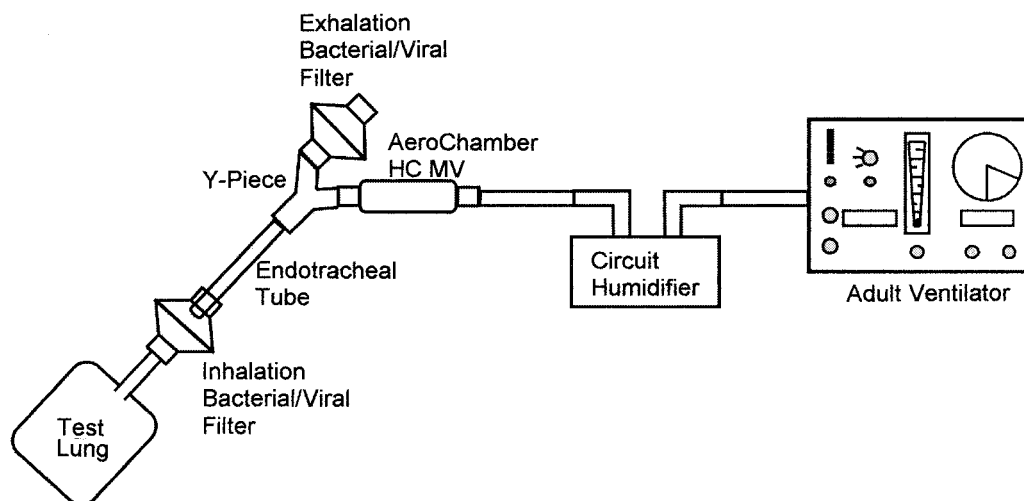 Exhalation
Bacterial/Viral
Filter
AeroChamber
HC MV
Y-Piece
Endotracheal
Tube
Circuit
Humidifier
Adult Ventilator
Inhalation
Bacterial/Viral
Filter
Test
Lung